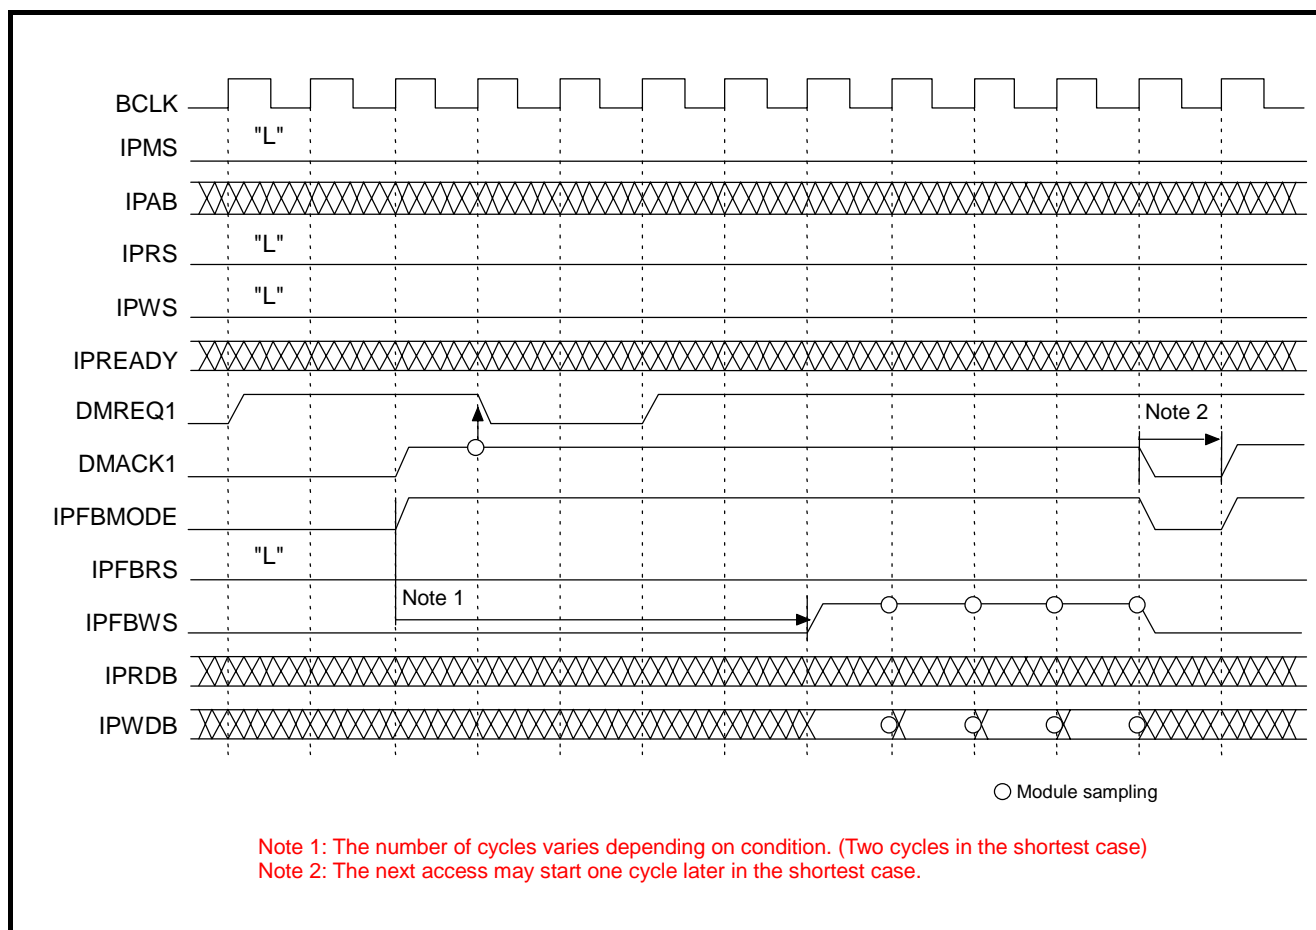 BCLK
IPMS "L"
IPAB
IPRS "L"
IPWS "L"
IPREADY
DMREQ1
Note 2
DMACK1
IPFBMODE
IPFBRS "L"
Note 1
IPFBWS
IPRDB
IPWDB
Module sampling
Note 1: The number of cycles varies depending on condition. (Two cycles in the shortest case)
Note 2: The next access may start one cycle later in the shortest case.